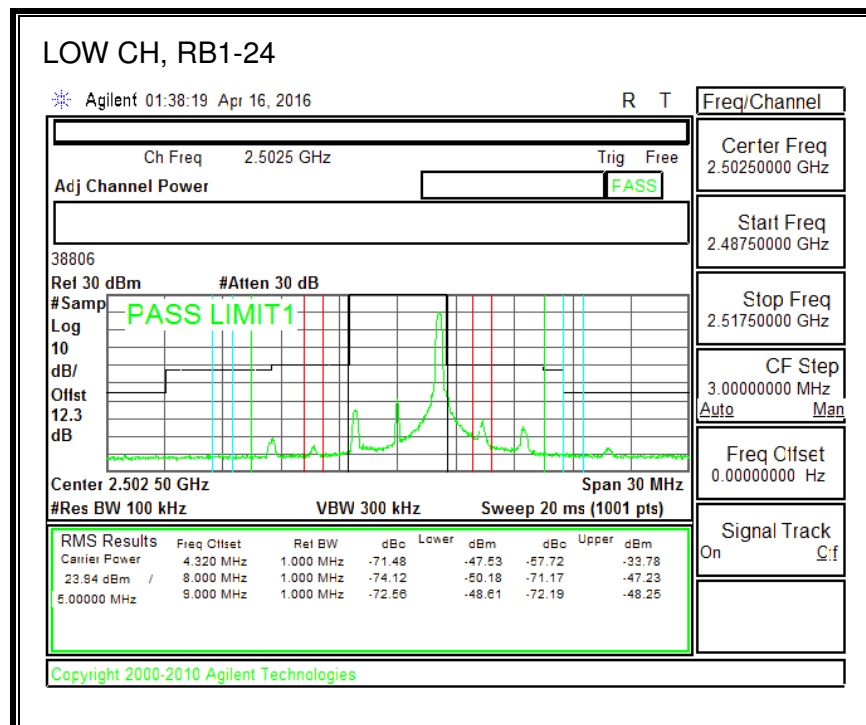 LOW CH, RB1-24
Agilent 01:38:19 Apr 16, 2016 R T
Freq/Channel
Ch Freq 2.5025 GHz Trig Free
Adj Channel Power PASS
38806
Ref 30 dBm #Atten 30 dB
#Samp
Log
10
dB/
Offst
12.3
dB
PASS LIMIT1
Center 2.502 50 GHz Span 30 MHz
#Res BW 100 kHz VBW 300 kHz Sweep 20 ms (1001 pts)
RMS Results Freq Offset Ref BW dBc Lower dBm dBc Upper dBm
Carrier Power 4.320 MHz 1.000 MHz -71.48 -47.53 -57.72 -33.78
23.94 dBm / 8.000 MHz 1.000 MHz -74.12 -50.18 -71.17 -47.23
5.00000 MHz 9.000 MHz 1.000 MHz -72.56 -48.61 -72.19 -48.25
Center Freq
2.50250000 GHz
Start Freq
2.48750000 GHz
Stop Freq
2.51750000 GHz
CF Step
3.00000000 MHz
Auto Man
Freq Offset
0.00000000 Hz
Signal Track
On Off
Copyright 2000-2010 Agilent Technologies